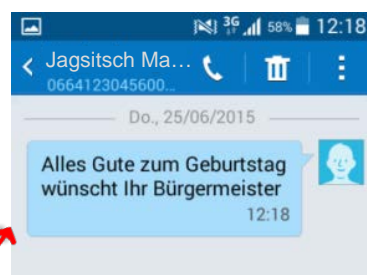 3G 58% 12:18
Jagsitsch Ma...
0664123045600...
Do., 25/06/2015
Alles Gute zum Geburtstag
wünscht Ihr Bürgermeister
12:18